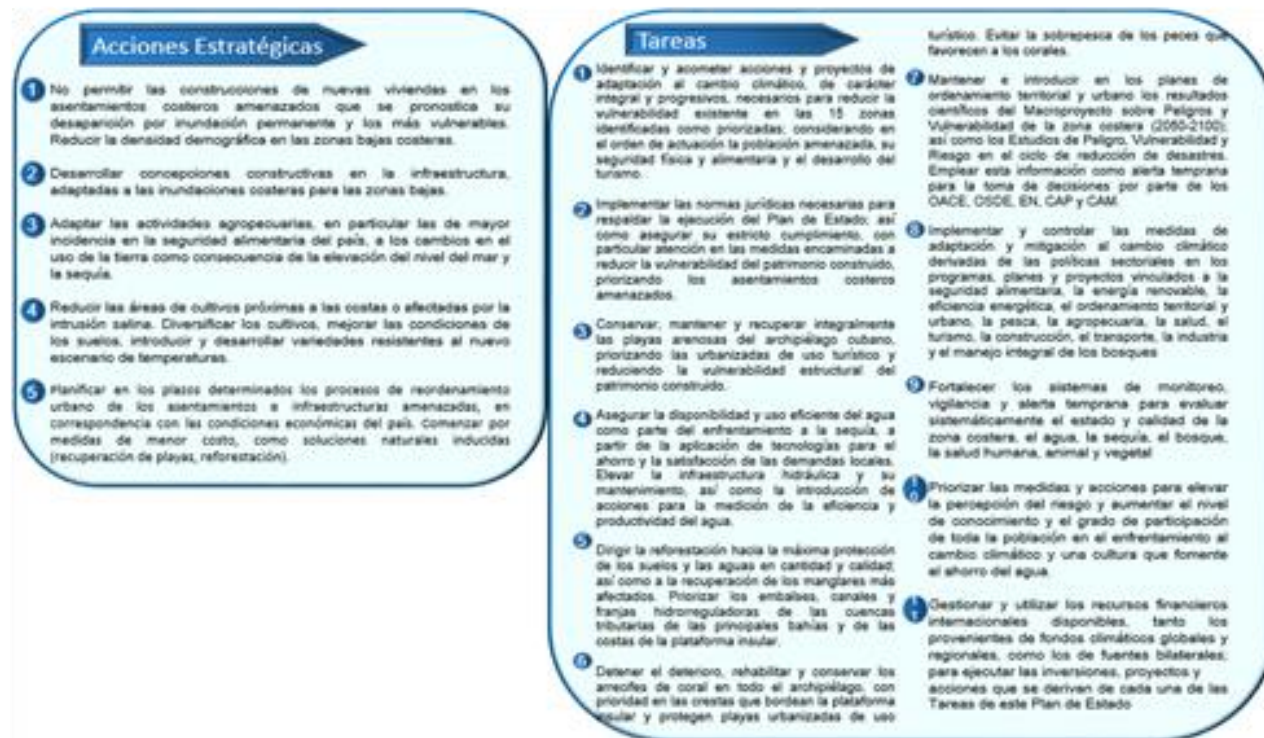 Acciones Estratégicas
1 No permitir las construcciones de nuevas viviendas en los
asentamientos costeros amenazados que se pronostica su
desaparición por inundación permanente y los más vulnerables.
Reducir la densidad demográfica en las zonas bajas costeras.
2 Desarrollar concepciones constructivas en la infraestructura,
adaptadas a las inundaciones costeras para las zonas bajas.
3 Adaptar las actividades agropecuarias, en particular las de mayor
incidencia en la seguridad alimentaria del país, a los cambios en el
uso de la tierra como consecuencia de la elevación del nivel del mar y
la sequía.
4 Reducir las áreas de cultivos próximas a las costas o afectadas por la
intrusión salina. Diversificar los cultivos, mejorar las condiciones de
los suelos, introducir y desarrollar variedades resistentes al nuevo
escenario de temperaturas.
5 Planificar en los plazos determinados los procesos de reordenamiento
urbano de los asentamientos e infraestructuras amenazadas, en
correspondencia con las condiciones económicas del país. Comenzar por
medidas de menor costo, como soluciones naturales inducidas
(recuperación de playas, reforestación).
Tareas
1 Identificar y acometer acciones y proyectos de
adaptación al cambio climático, de carácter
integral y progresivos, necesarios para reducir la
vulnerabilidad existente en las 15 zonas
identificadas como priorizadas; considerando en
el orden de actuación la población amenazada, su
seguridad física y alimentaria y el desarrollo del
turismo.
2 Implementar las normas jurídicas necesarias para
respaldar la ejecución del Plan de Estado; así
como asegurar su estricto cumplimiento, con
particular atención en las medidas encaminadas a
reducir la vulnerabilidad del patrimonio construido,
priorizando los asentamientos costeros
amenazados.
3 Conservar, mantener y recuperar integralmente
las playas arenosas del archipiélago cubano,
priorizando las urbanizadas de uso turístico y
reduciendo la vulnerabilidad estructural del
patrimonio construido.
4 Asegurar la disponibilidad y uso eficiente del agua
como parte del enfrentamiento a la sequía, a
partir de la aplicación de tecnologías para el
ahorro y la satisfacción de las demandas locales.
Elevar la infraestructura hidráulica y su
mantenimiento, así como la introducción de
acciones para la medición de la eficiencia y
productividad del agua.
5 Dirigir la reforestación hacia la máxima protección
de los suelos y las aguas en cantidad y calidad;
así como a la recuperación de los manglares más
afectados. Priorizar los embalses, canales y
franjas hidrorreguladoras de las cuencas
tributarias de las principales bahías y de las
costas de la plataforma insular.
6 Detener el deterioro, rehabilitar y conservar los
arrecifes de coral en todo el archipiélago, con
prioridad en las crestas que bordean la plataforma
insular y protegen playas urbanizadas de uso
turístico. Evitar la sobrepesca de los peces que
favorecen a los corales.
7 Mantener e introducir en los planes de
ordenamiento territorial y urbano los resultados
científicos del Macroproyecto sobre Peligros y
Vulnerabilidad de la zona costera (2050-2100);
así como los Estudios de Peligro, Vulnerabilidad y
Riesgo en el ciclo de reducción de desastres.
Emplear esta información como alerta temprana
para la toma de decisiones por parte de los
OACE, OSDE, EN, CAP y CAM.
8 Implementar y controlar las medidas de
adaptación y mitigación al cambio climático
derivadas de las políticas sectoriales en los
programas, planes y proyectos vinculados a la
seguridad alimentaria, la energía renovable, la
eficiencia energética, el ordenamiento territorial y
urbano, la pesca, la agropecuaria, la salud, el
turismo, la construcción, el transporte, la industria
y el manejo integral de los bosques
9 Fortalecer los sistemas de monitoreo,
vigilancia y alerta temprana para evaluar
sistemáticamente el estado y calidad de la
zona costera, el agua, la sequía, el bosque,
la salud humana, animal y vegetal
10 Priorizar las medidas y acciones para elevar
la percepción del riesgo y aumentar el nivel
de conocimiento y el grado de participación
de toda la población en el enfrentamiento al
cambio climático y una cultura que fomente
el ahorro del agua.
11 Gestionar y utilizar los recursos financieros
internacionales disponibles, tanto los
provenientes de fondos climáticos globales y
regionales, como los de fuentes bilaterales;
para ejecutar las inversiones, proyectos y
acciones que se derivan de cada una de las
Tareas de este Plan de Estado